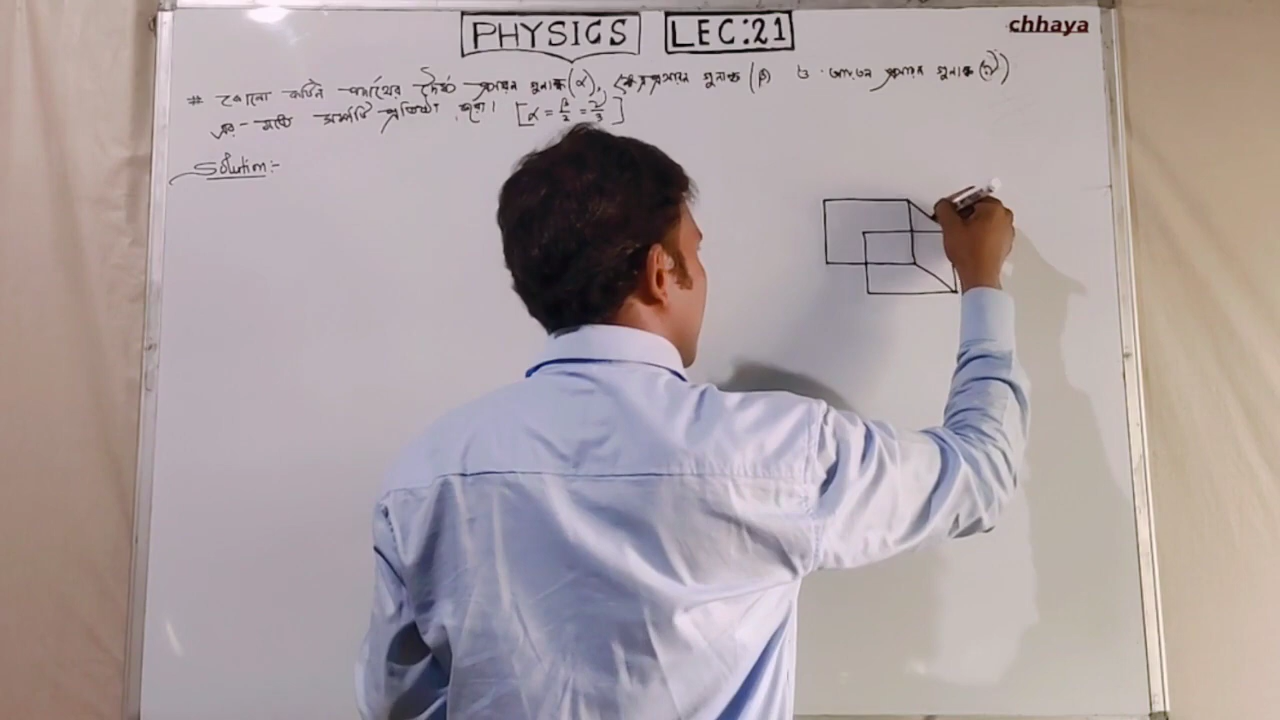 PHYSICS LEC:21
chhaya
# কোনো কঠিন পদার্থের দৈর্ঘ্য প্রসারণ গুনাঙ্ক (α), ক্ষেত্র প্রসারণ গুনাঙ্ক (β) ও আয়তন প্রসারণ গুনাঙ্ক (γ)
এর মধ্যে সম্পর্ক প্রতিষ্ঠা করো। [α = β/2 = γ/3]
Solution:-